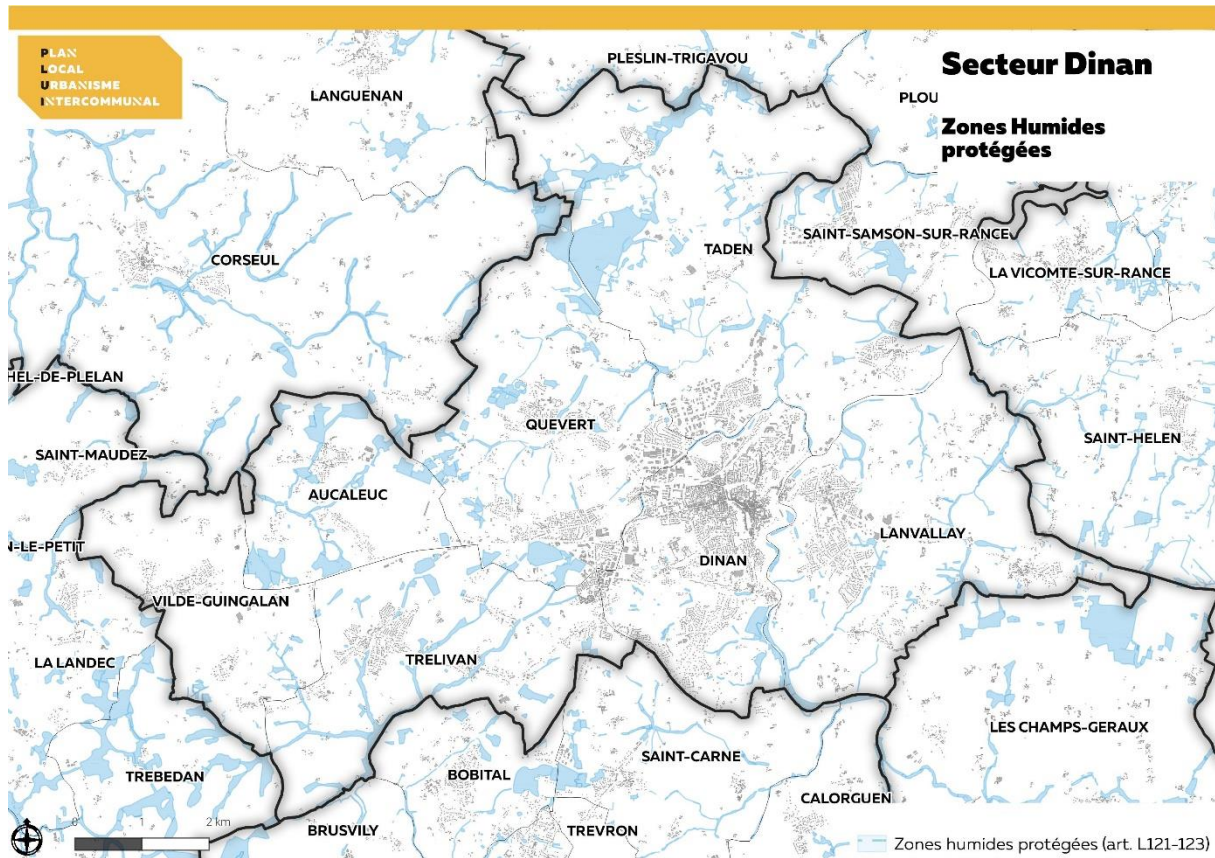 PLAN
LOCAL
URBANISME
INTERCOMMUNAL
Secteur Dinan
Zones Humides
protégées
PLESLIN-TRIGAVOU
LANGUENAN
PLOU
TADEN
SAINT-SAMSON-SUR-RANCE
CORSEUL
LA VICOMTE-SUR-RANCE
HEL-DE-PLELAN
QUEVERT
SAINT-HELEN
SAINT-MAUDEZ
AUCALEUC
LANVALLAY
N-LE-PETIT
DINAN
VILDE-GUINGALAN
LA LANDEC
TRELIVAN
LES CHAMPS-GERAUX
SAINT-CARNE
TREBEDAN
BOBITAL
CALORGUEN
0 1 2 km
BRUSVILY
TREVRON
Zones humides protégées (art. L121-123)